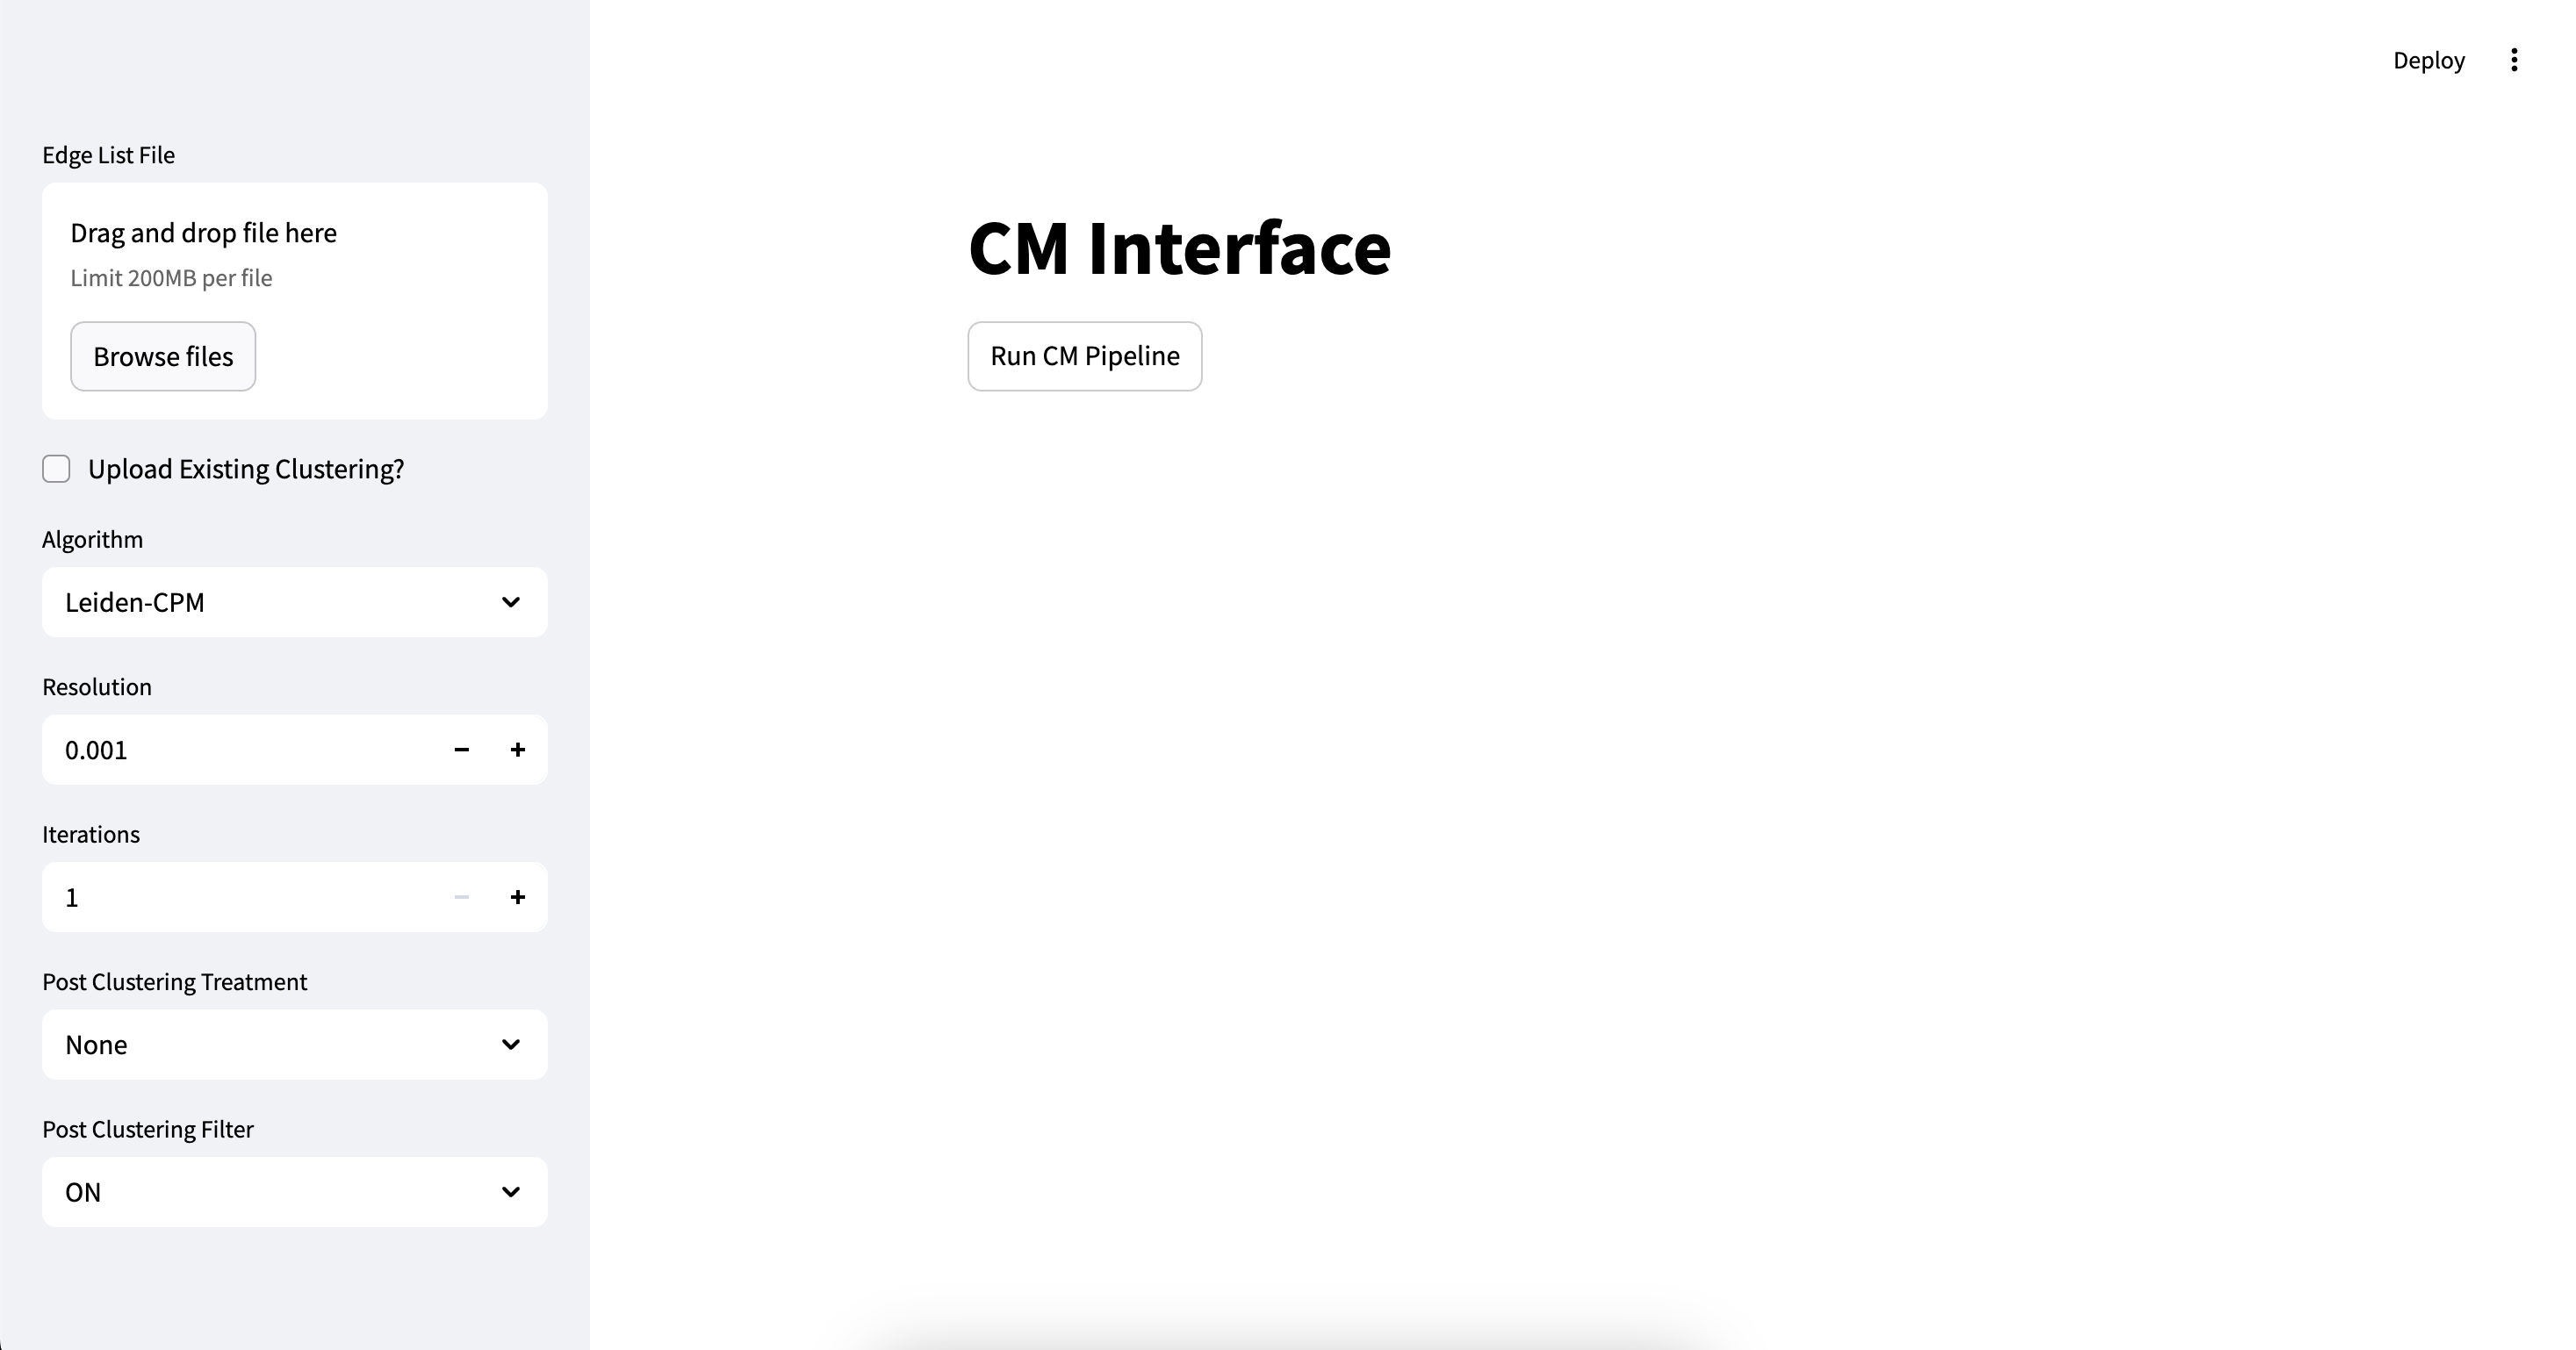 Deploy
Edge List File
Drag and drop file here
Limit 200MB per file
Browse files
Upload Existing Clustering?
Algorithm
Leiden-CPM
Resolution
0.001
Iterations
1
Post Clustering Treatment
None
Post Clustering Filter
ON
CM Interface
Run CM Pipeline